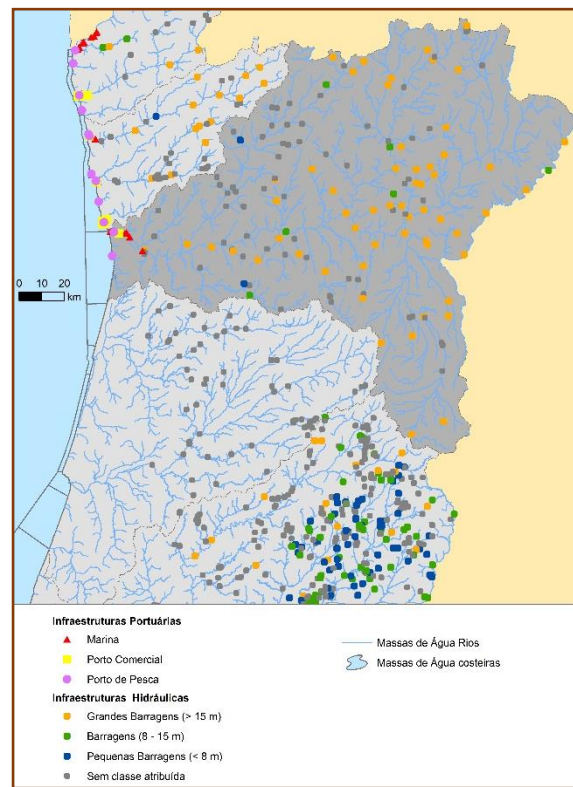 0 10 20
km
Infraestruturas Portuárias
Marina
Porto Comercial
Porto de Pesca
Infraestruturas Hidráulicas
Grandes Barragens (> 15 m)
Barragens (8 - 15 m)
Pequenas Barragens (< 8 m)
Sem classe atribuída
Massas de Água Rios
Massas de Água costeiras